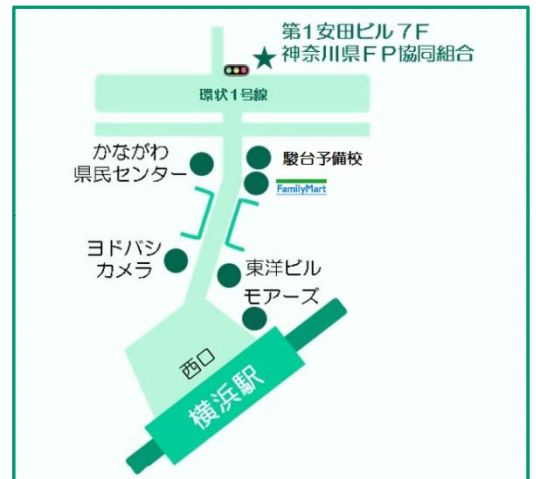 第1安田ビル7F
神奈川県FP協同組合
環状1号線
かながわ
県民センター
駿台予備校
FamilyMart
ヨドバシ
カメラ
東洋ビル
モアーズ
西口
横浜駅